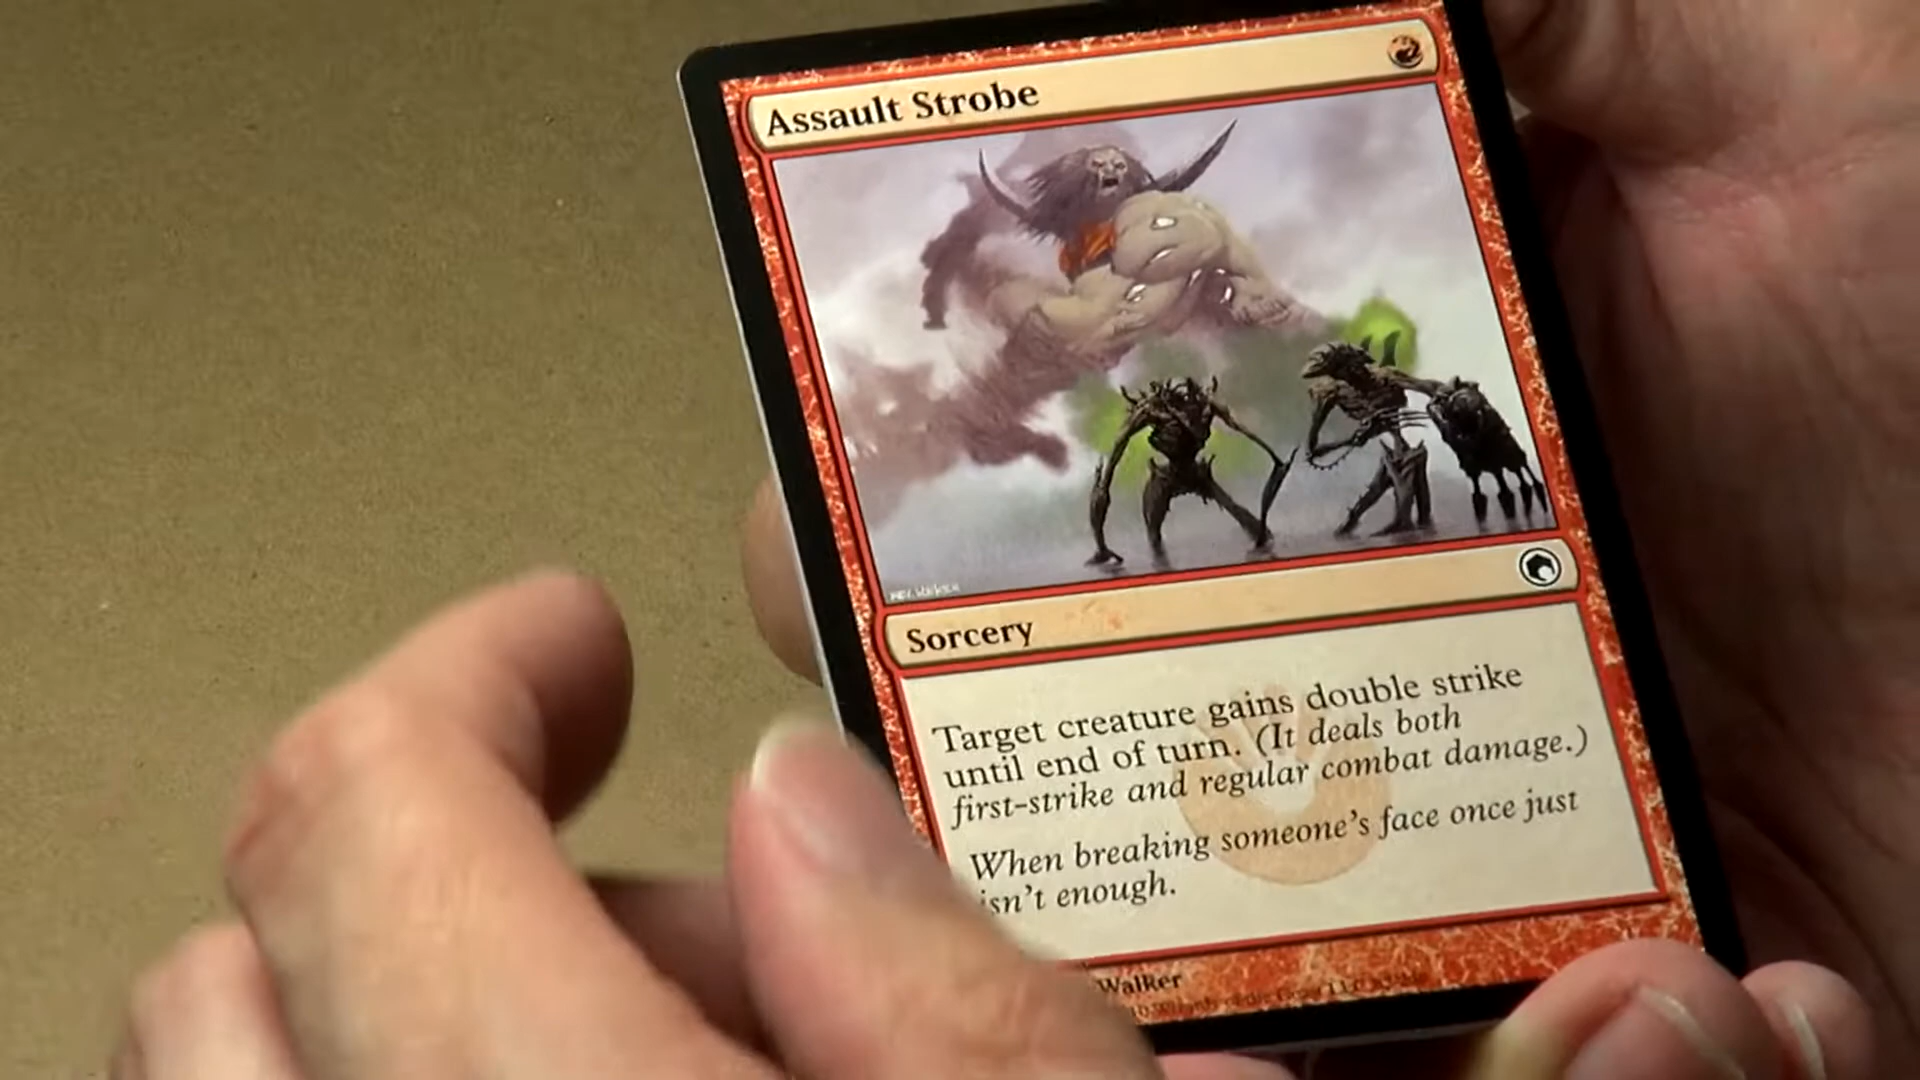 Assault Strobe
Sorcery
Target creature gains double strike
until end of turn. (It deals both
first-strike and regular combat damage.)
When breaking someone's face once just
isn't enough.
Walker